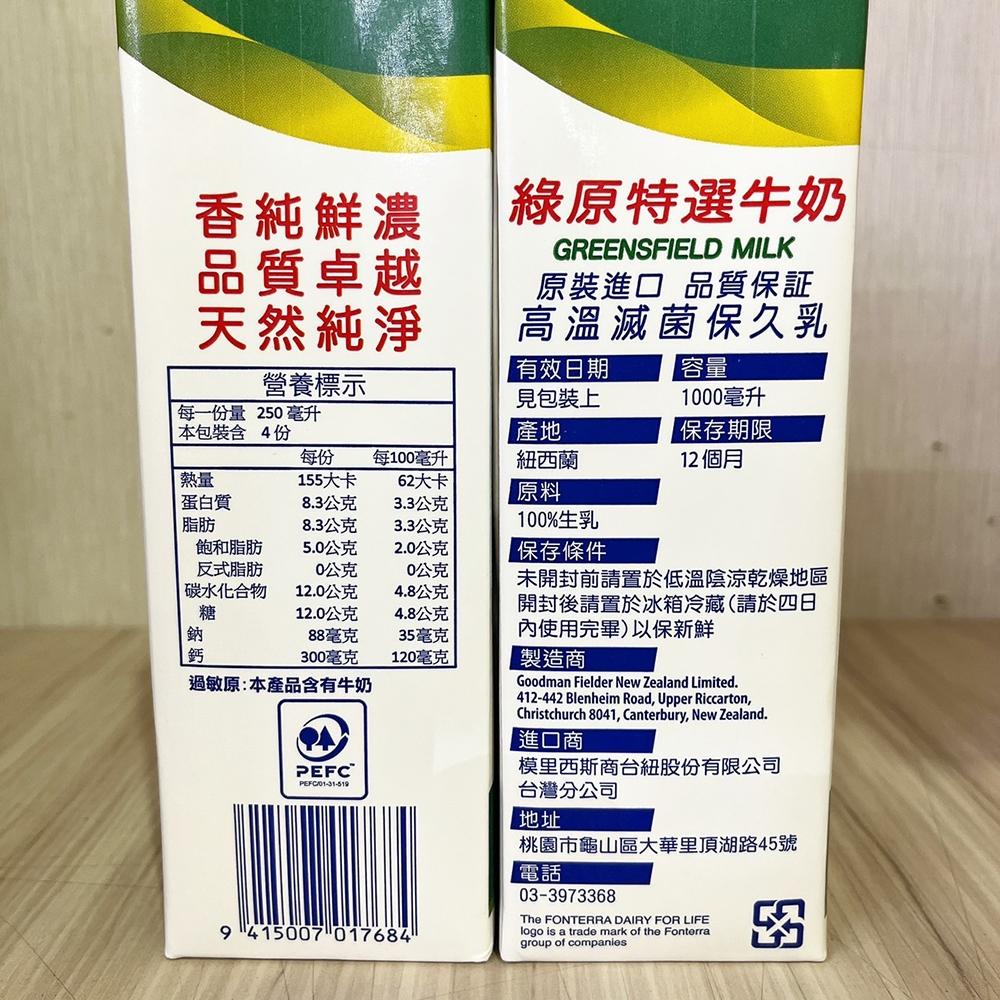 香純鮮濃
品質卓越
天然純淨
營養標示
每一份量 250 毫升
本包裝含 4 份
每份 每100毫升
熱量 155大卡 62大卡
蛋白質 8.3公克 3.3公克
脂肪 8.3公克 3.3公克
飽和脂肪 5.0公克 2.0公克
反式脂肪 0公克 0公克
碳水化合物 12.0公克 4.8公克
糖 12.0公克 4.8公克
鈉 88毫克 35毫克
鈣 300毫克 120毫克
過敏原:本產品含有牛奶
PEFC™
PEFC/01-31-519
9 415007 017684
綠原特選牛奶
GREENSFIELD MILK
原裝進口 品質保証
高溫滅菌保久乳
有效日期 容量
見包裝上 1000毫升
產地 保存期限
紐西蘭 12個月
原料
100%生乳
保存條件
未開封前請置於低溫陰涼乾燥地區
開封後請置於冰箱冷藏(請於四日
內使用完畢)以保新鮮
製造商
Goodman Fielder New Zealand Limited.
412-442 Blenheim Road, Upper Riccarton,
Christchurch 8041, Canterbury, New Zealand.
進口商
模里西斯商台紐股份有限公司
台灣分公司
地址
桃園市龜山區大華里頂湖路45號
電話
03-3973368
The FONTERRA DAIRY FOR LIFE
logo is a trade mark of the Fonterra
group of companies